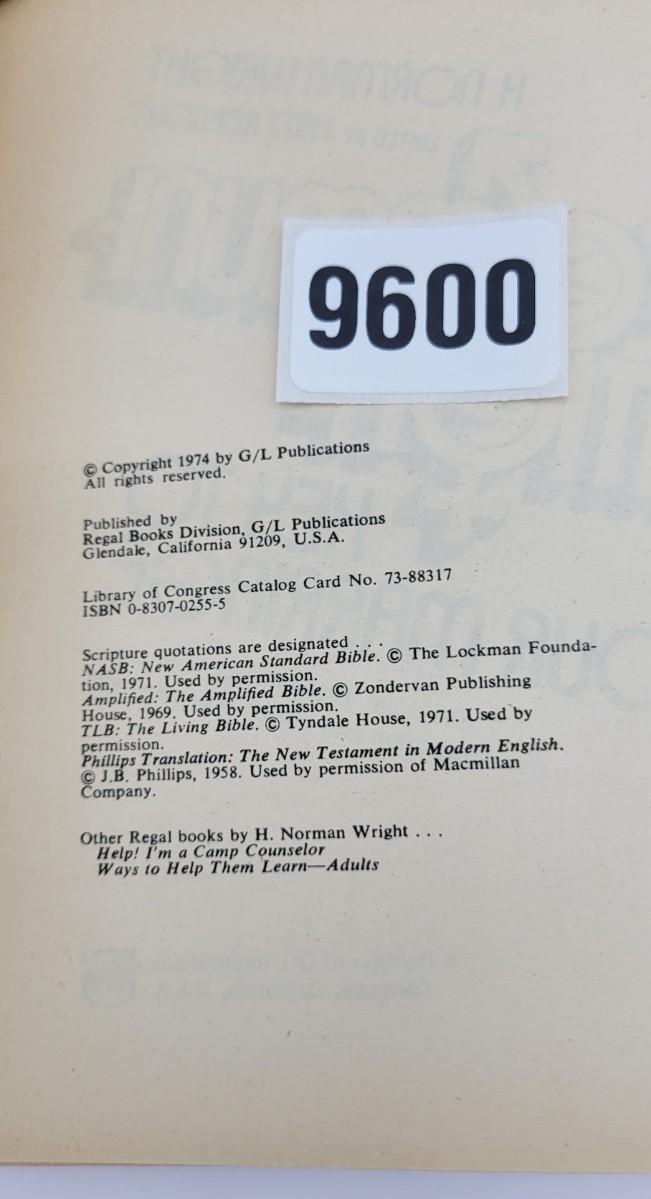 H. NORMAN WRIGHT
9600
© Copyright 1974 by G/L Publications
All rights reserved.
Published by
Regal Books Division, G/L Publications
Glendale, California 91209, U.S.A.
Library of Congress Catalog Card No. 73-88317
ISBN 0-8307-0255-5
Scripture quotations are designated . . .
NASB: New American Standard Bible. © The Lockman Founda-
tion, 1971. Used by permission.
Amplified: The Amplified Bible. © Zondervan Publishing
House, 1969. Used by permission.
TLB: The Living Bible. © Tyndale House, 1971. Used by
permission.
Phillips Translation: The New Testament in Modern English.
© J.B. Phillips, 1958. Used by permission of Macmillan
Company.
Other Regal books by H. Norman Wright . . .
Help! I'm a Camp Counselor
Ways to Help Them Learn—Adults